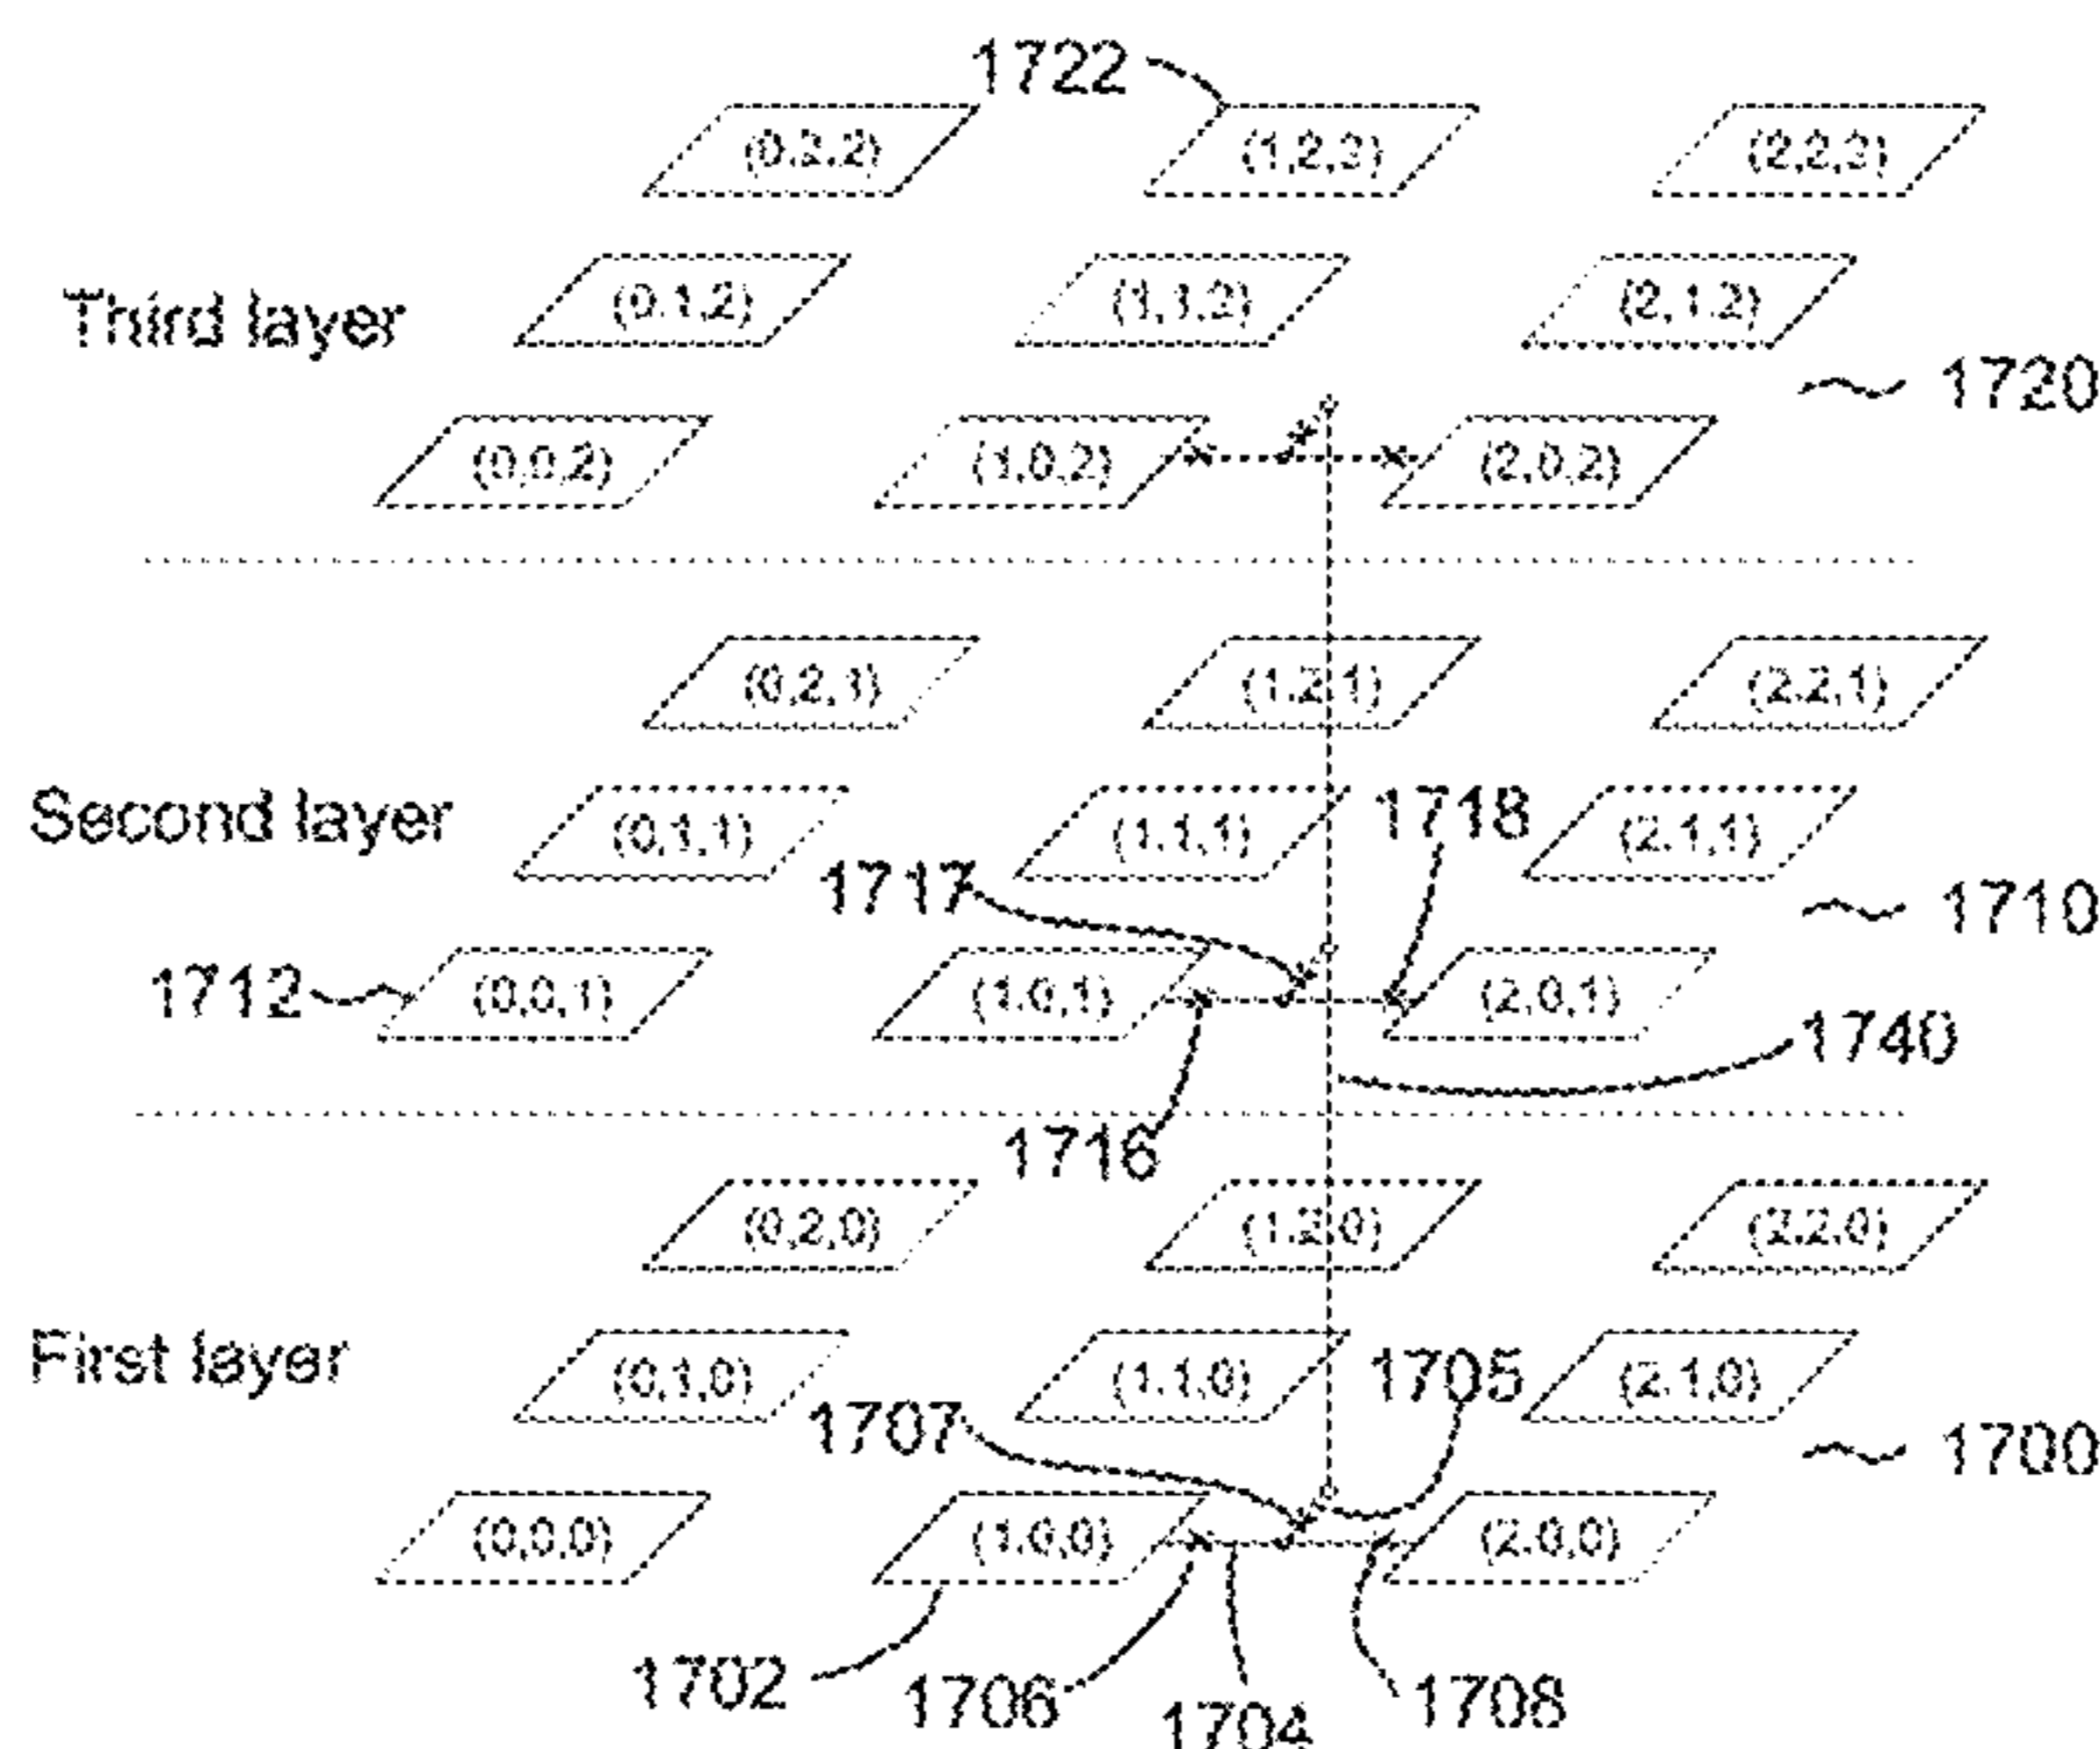 1722
(0,2,2) (1,2,3) (2,2,3)
Third layer (0,1,2) (1,1,2) (2,1,2)
1720
(0,0,2) (1,0,2) (2,0,2)
(0,2,1) (1,2,1) (2,2,1)
Second layer (0,1,1) (1,1,1) 1718 (2,1,1)
1717 1710
1712 (0,0,1) (1,0,1) (2,0,1)
1740
1716
(0,2,0) (1,2,0) (2,2,0)
First layer (0,1,0) (1,1,0) 1705 (2,1,0)
1707 1700
(0,0,0) (1,0,0) (2,0,0)
1702 1706 1704 1708